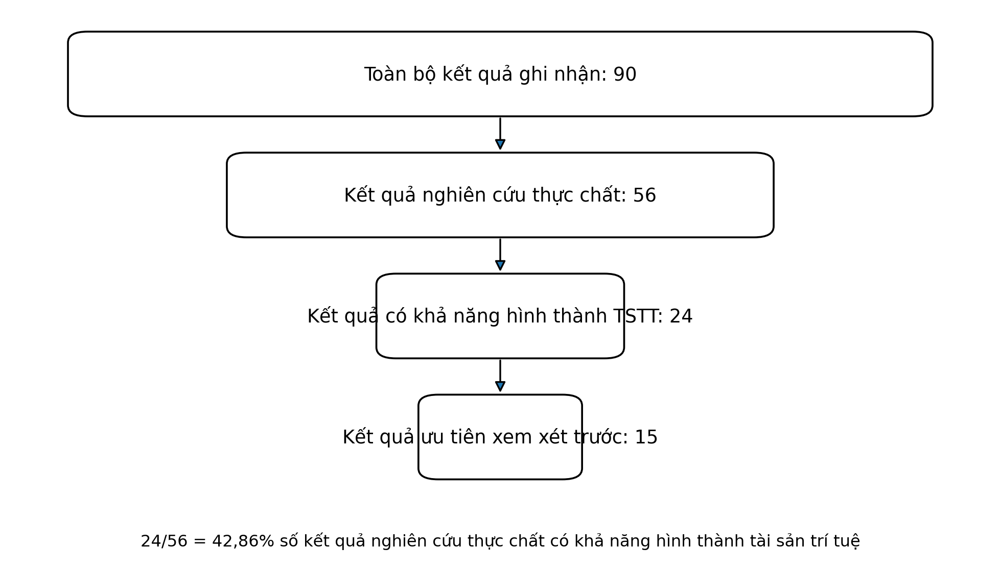 Toàn bộ kết quả ghi nhận: 90
Kết quả nghiên cứu thực chất: 56
Kết quả có khả năng hình thành TSTT: 24
Kết quả ưu tiên xem xét trước: 15
24/56 = 42,86% số kết quả nghiên cứu thực chất có khả năng hình thành tài sản trí tuệ